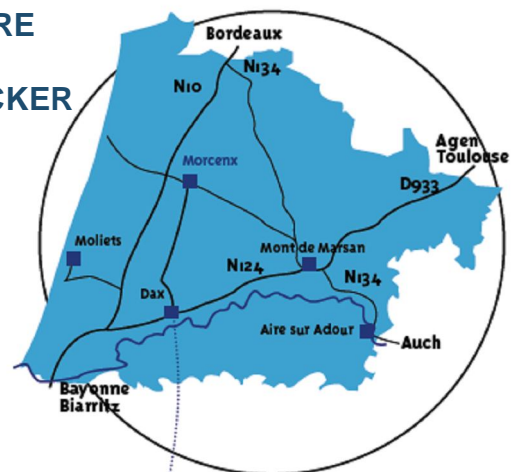 RE
CKER
Bordeaux
N134
N10
Agen
Toulouse
Morcenx
D933
Moliets
Mont de Marsan
N124
N134
Dax
Aire sur Adour
Auch
Bayonne
Biarritz